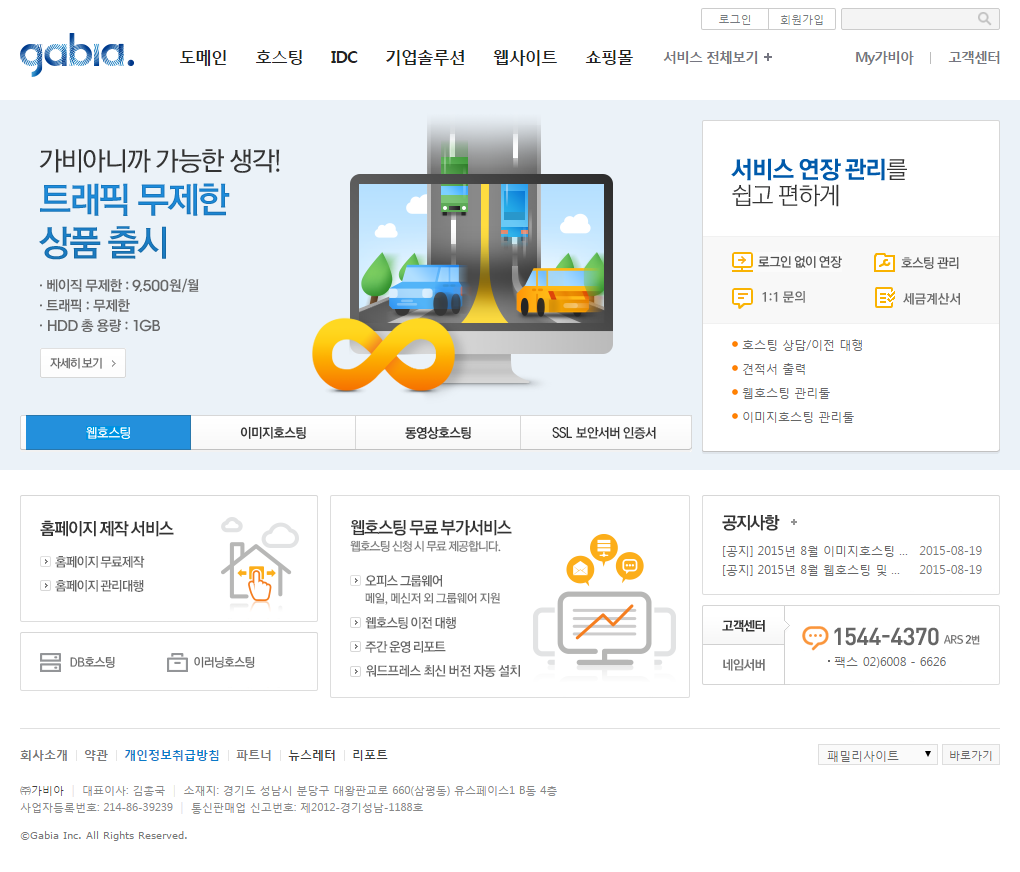 로그인 회원가입
gabia.
도메인 호스팅 IDC 기업솔루션 웹사이트 쇼핑몰 서비스 전체보기 + My가비아 고객센터
가비아니까 가능한 생각!
트래픽 무제한
상품 출시
· 베이직 무제한 : 9,500원/월
· 트래픽 : 무제한
· HDD 총 용량 : 1GB
자세히 보기 >
웹호스팅 이미지호스팅 동영상호스팅 SSL 보안서버 인증서
서비스 연장 관리를
쉽고 편하게
로그인 없이 연장 호스팅 관리
1:1 문의 세금계산서
호스팅 상담/이전 대행
견적서 출력
웹호스팅 관리툴
이미지호스팅 관리툴
홈페이지 제작 서비스
홈페이지 무료제작
홈페이지 관리대행
DB호스팅 이러닝호스팅
웹호스팅 무료 부가서비스
웹호스팅 신청 시 무료 제공합니다.
오피스 그룹웨어
메일, 메신저 외 그룹웨어 지원
웹호스팅 이전 대행
주간 운영 리포트
워드프레스 최신 버전 자동 설치
공지사항 +
[공지] 2015년 8월 이미지호스팅 ... 2015-08-19
[공지] 2015년 8월 웹호스팅 및 ... 2015-08-19
고객센터
네임서버
1544-4370 ARS 2번
· 팩스 02)6008 - 6626
회사소개 약관 개인정보취급방침 파트너 뉴스레터 리포트
패밀리사이트 ▼ 바로가기
㈜가비아 대표이사: 김홍국 소재지: 경기도 성남시 분당구 대왕판교로 660(삼평동) 유스페이스1 B동 4층
사업자등록번호: 214-86-39239 통신판매업 신고번호: 제2012-경기성남-1188호
©Gabia Inc. All Rights Reserved.